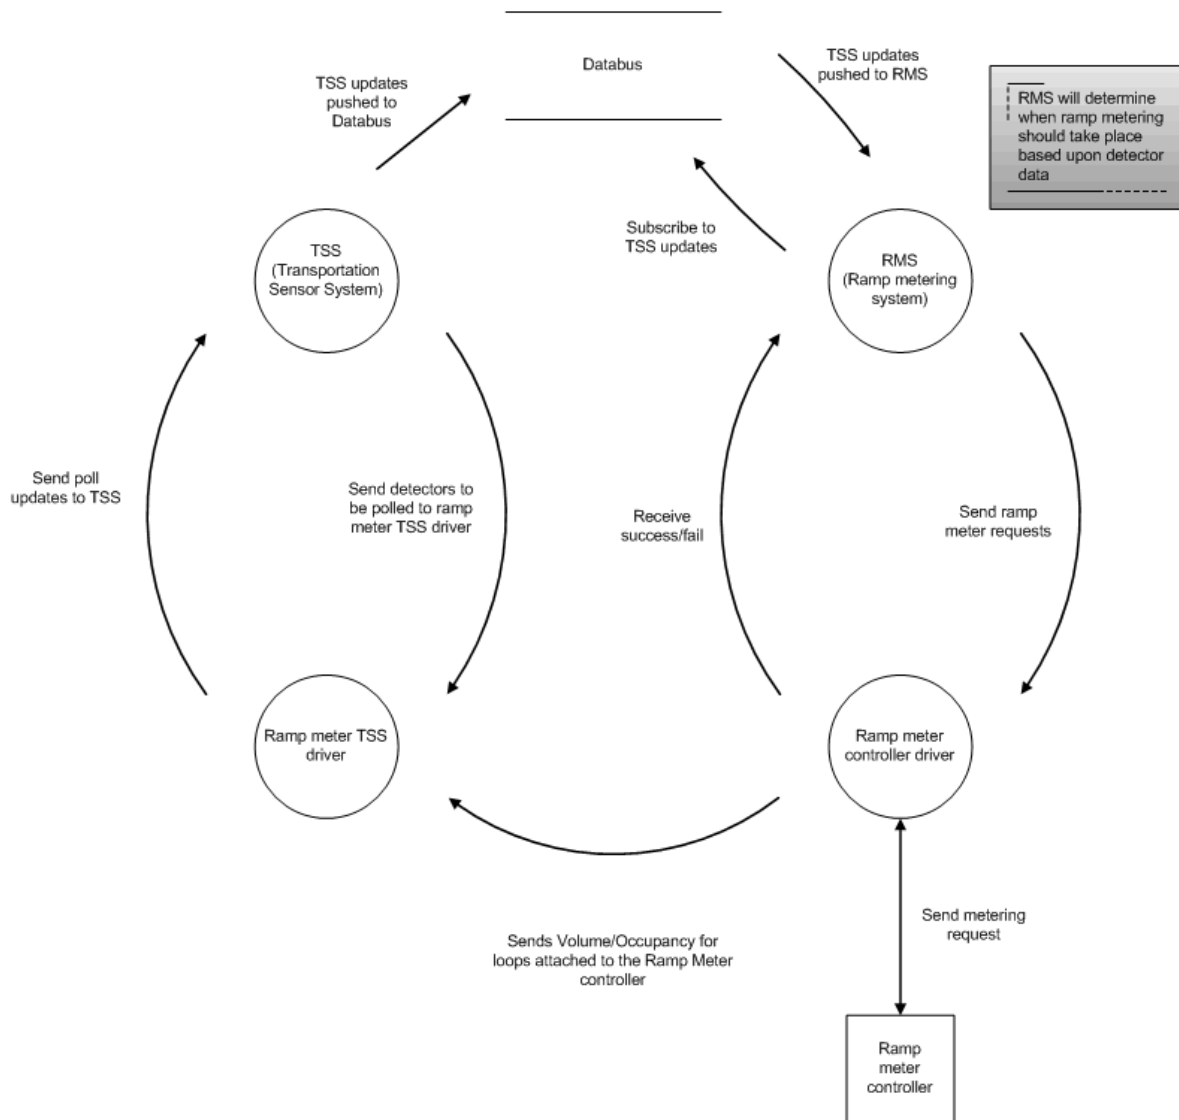 Databus
TSS updates
pushed to
Databus
TSS updates
pushed to RMS
RMS will determine
when ramp metering
should take place
based upon detector
data
Subscribe to
TSS updates
TSS
(Transportation
Sensor System)
RMS
(Ramp metering
system)
Send poll
updates to TSS
Send detectors to
be polled to ramp
meter TSS driver
Receive
success/fail
Send ramp
meter requests
Ramp meter TSS
driver
Ramp meter
controller driver
Sends Volume/Occupancy for
loops attached to the Ramp Meter
controller
Send metering
request
Ramp
meter
controller